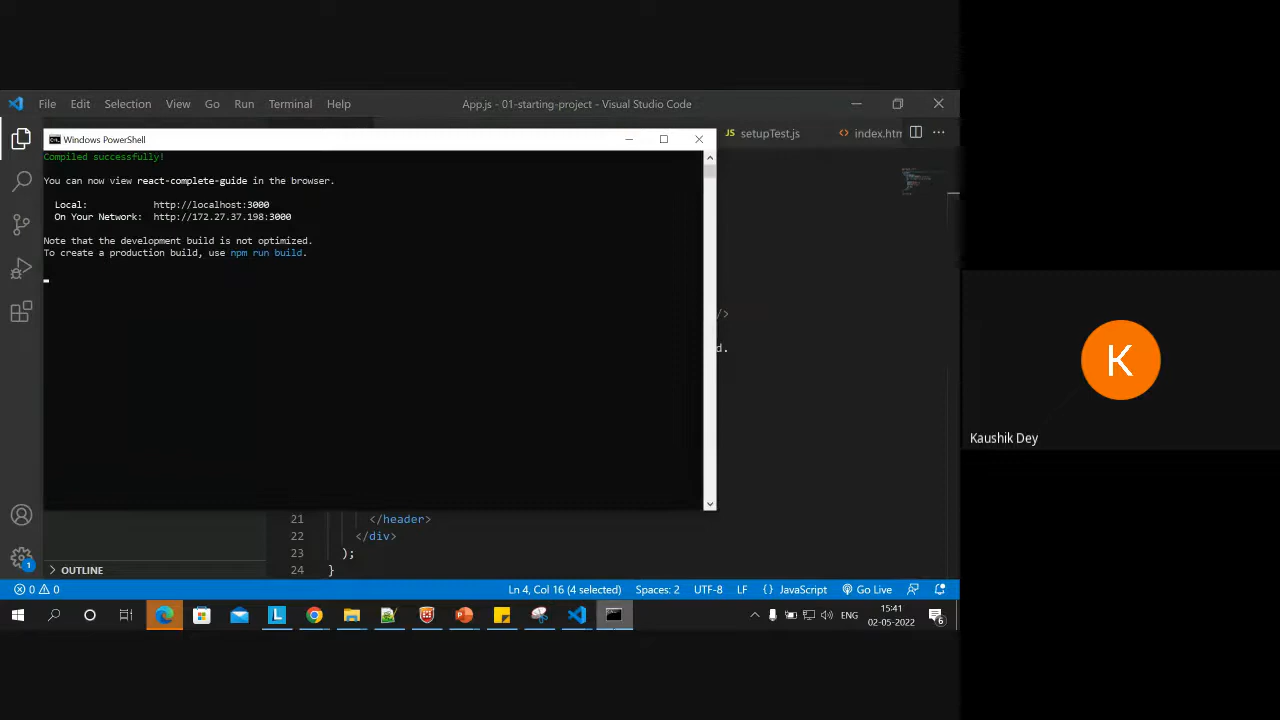 File Edit Selection View Go Run Terminal Help App.js - 01-starting-project - Visual Studio Code
Windows PowerShell
JS setupTest.js <> index.htm
Compiled successfully!
You can now view react-complete-guide in the browser.
Local: http://localhost:3000
On Your Network: http://172.27.37.198:3000
Note that the development build is not optimized.
To create a production build, use npm run build.
/>
d.
K
Kaushik Dey
21 </header>
22 </div>
23 );
24 }
OUTLINE
1
0 0 Ln 4, Col 16 (4 selected) Spaces: 2 UTF-8 LF {} JavaScript Go Live
L ENG 15:41
02-05-2022
6